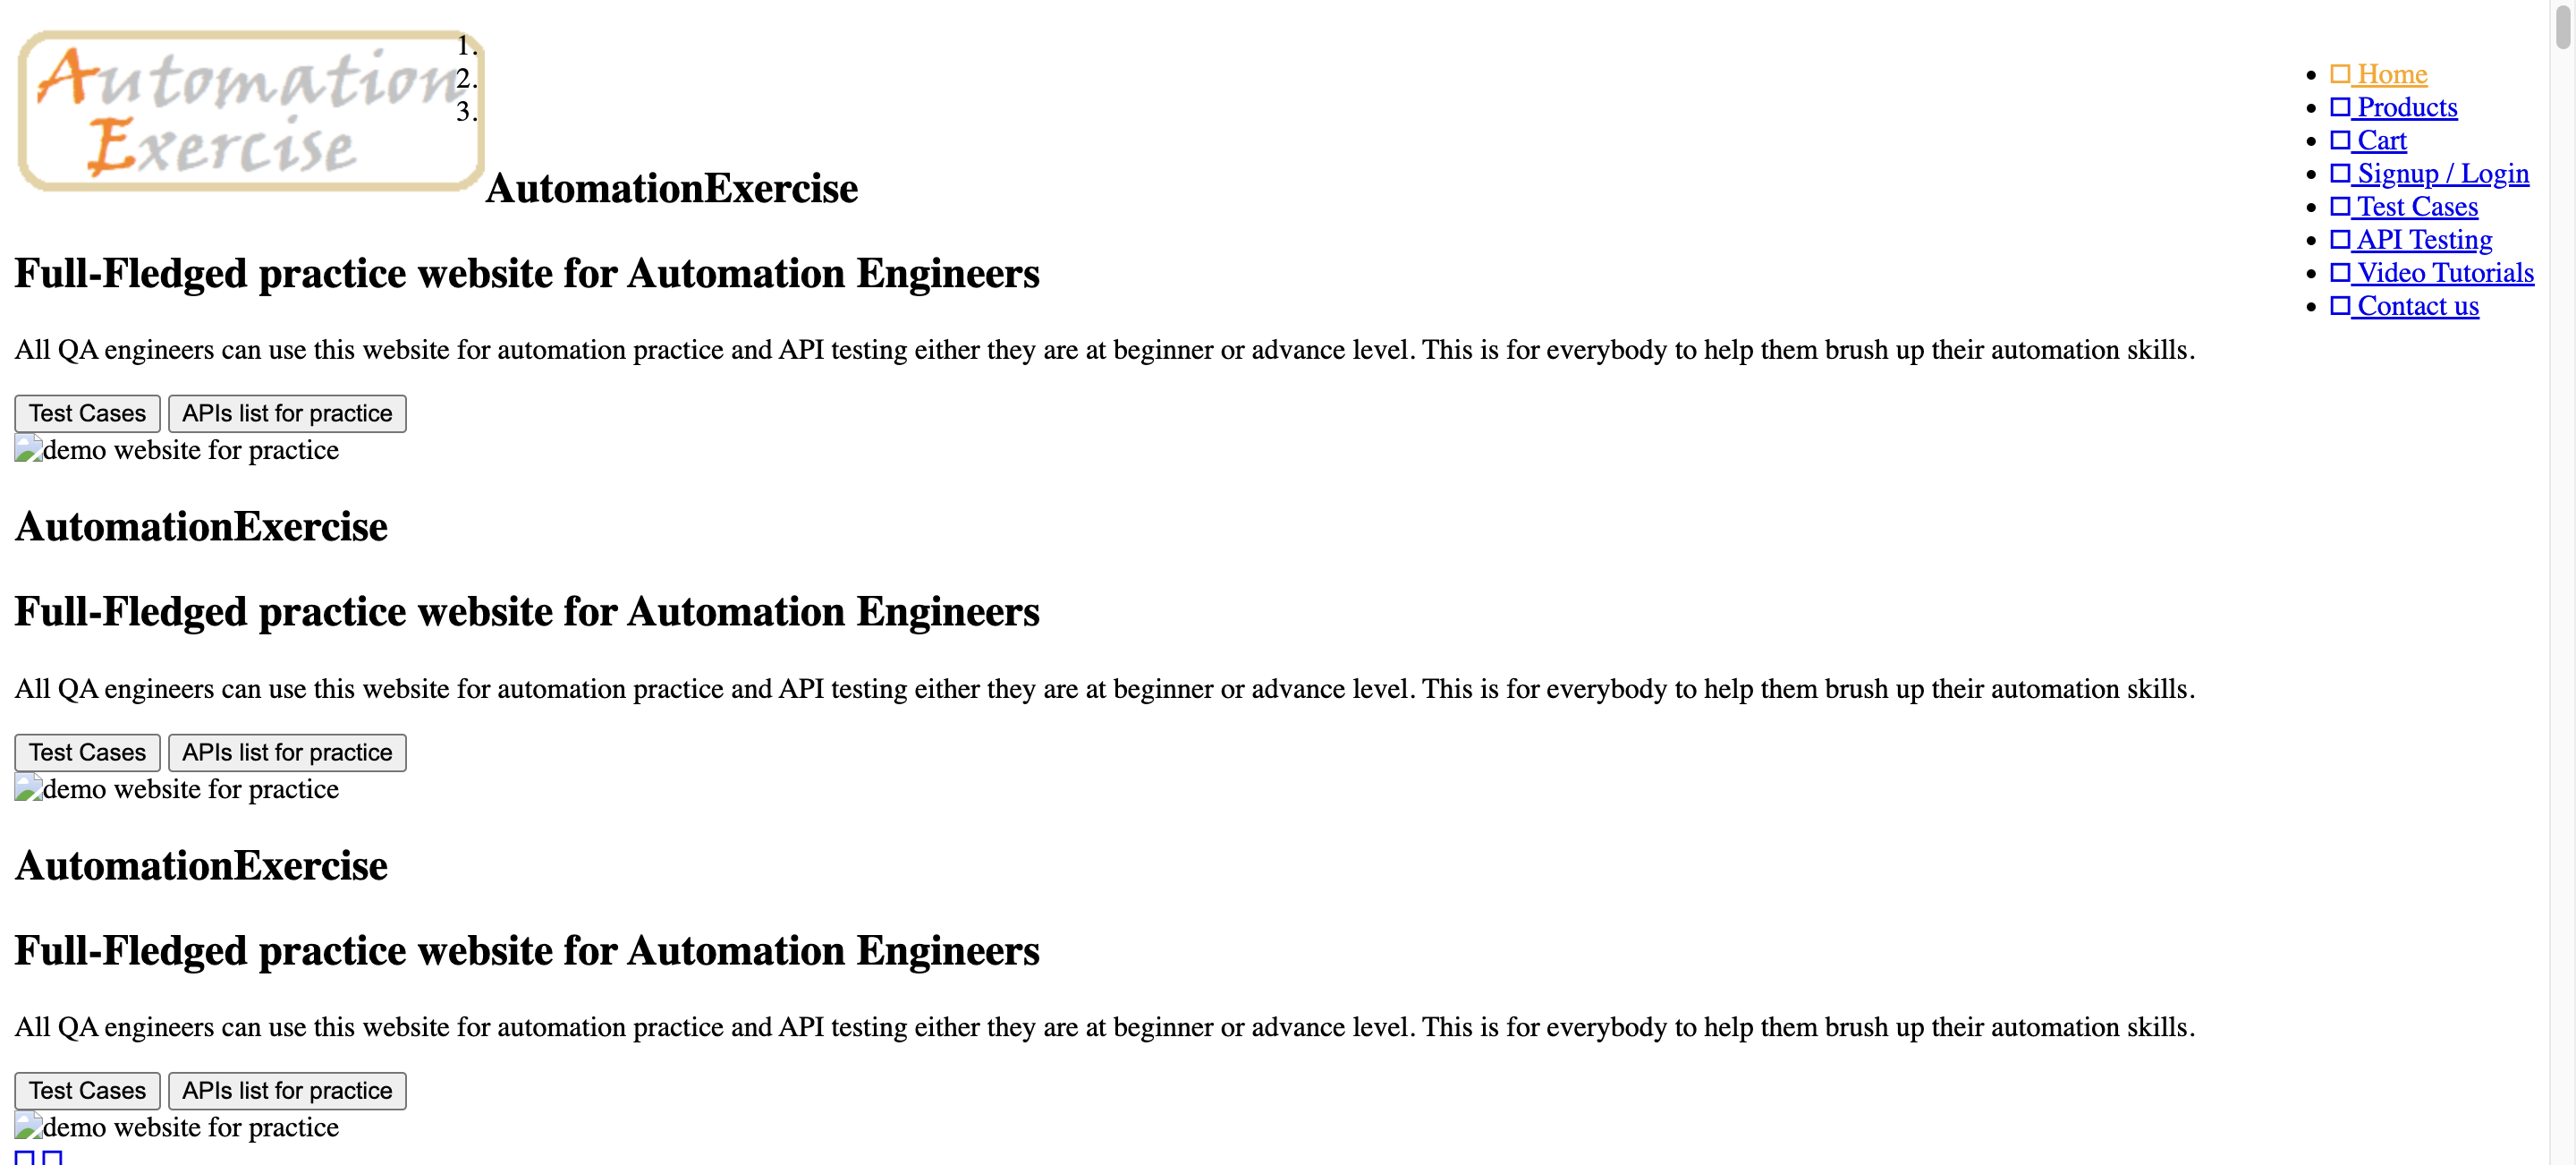 Automation
Exercise
1.
2.
3.
Home
Products
Cart
Signup / Login
Test Cases
API Testing
Video Tutorials
Contact us
AutomationExercise
Full-Fledged practice website for Automation Engineers
All QA engineers can use this website for automation practice and API testing either they are at beginner or advance level. This is for everybody to help them brush up their automation skills.
Test Cases APIs list for practice
demo website for practice
AutomationExercise
Full-Fledged practice website for Automation Engineers
All QA engineers can use this website for automation practice and API testing either they are at beginner or advance level. This is for everybody to help them brush up their automation skills.
Test Cases APIs list for practice
demo website for practice
AutomationExercise
Full-Fledged practice website for Automation Engineers
All QA engineers can use this website for automation practice and API testing either they are at beginner or advance level. This is for everybody to help them brush up their automation skills.
Test Cases APIs list for practice
demo website for practice